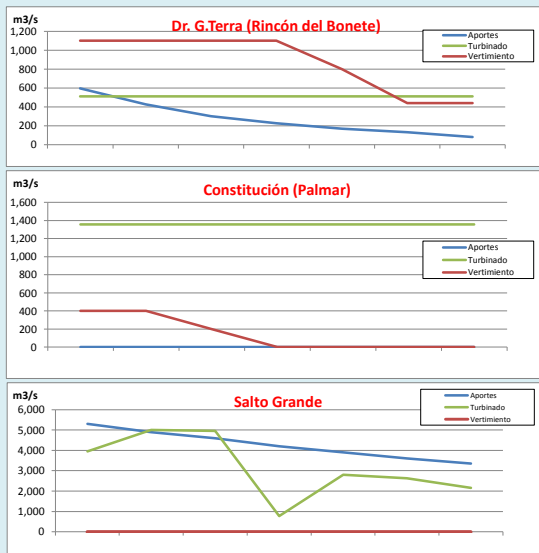 m3/s
Dr. G.Terra (Rincón del Bonete)
Aportes
Turbinado
Vertimiento
1,200
1,000
800
600
400
200
0
m3/s
Constitución (Palmar)
Aportes
Turbinado
Vertimiento
1,600
1,400
1,200
1,000
800
600
400
200
0
m3/s
Salto Grande
Aportes
Turbinado
Vertimiento
6,000
5,000
4,000
3,000
2,000
1,000
0